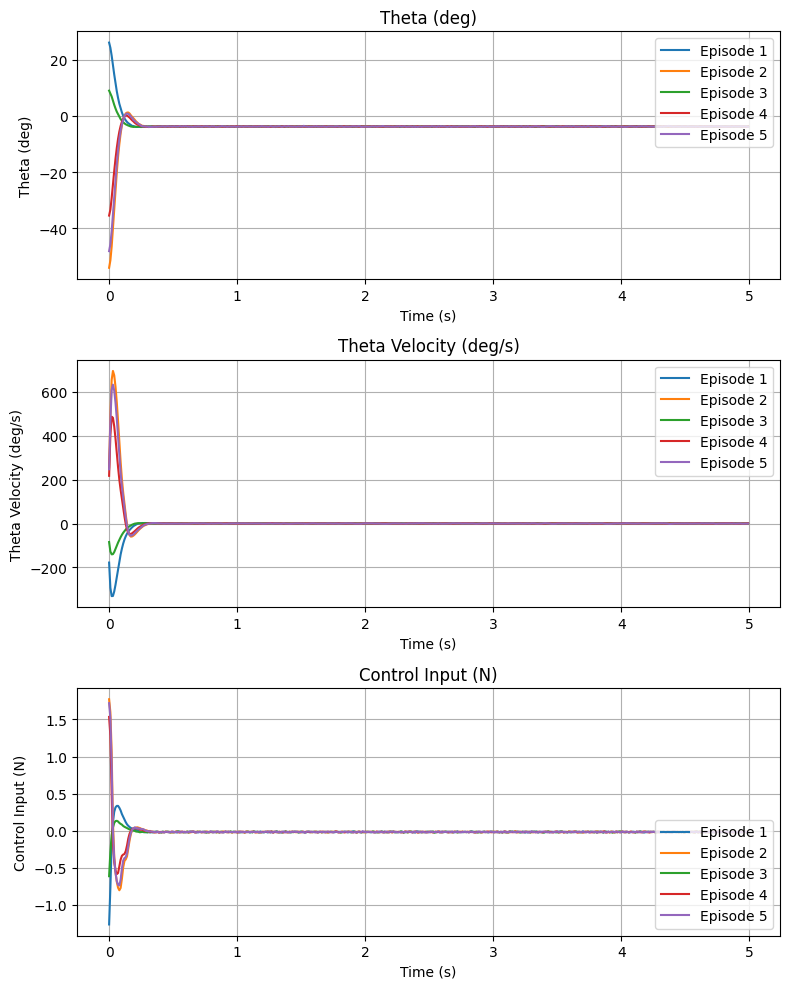 Theta (deg)
Theta (deg)
20
0
−20
−40
Episode 1
Episode 2
Episode 3
Episode 4
Episode 5
0 1 2 3 4 5
Time (s)
Theta Velocity (deg/s)
Theta Velocity (deg/s)
600
400
200
0
−200
Episode 1
Episode 2
Episode 3
Episode 4
Episode 5
0 1 2 3 4 5
Time (s)
Control Input (N)
Control Input (N)
1.5
1.0
0.5
0.0
−0.5
−1.0
Episode 1
Episode 2
Episode 3
Episode 4
Episode 5
0 1 2 3 4 5
Time (s)